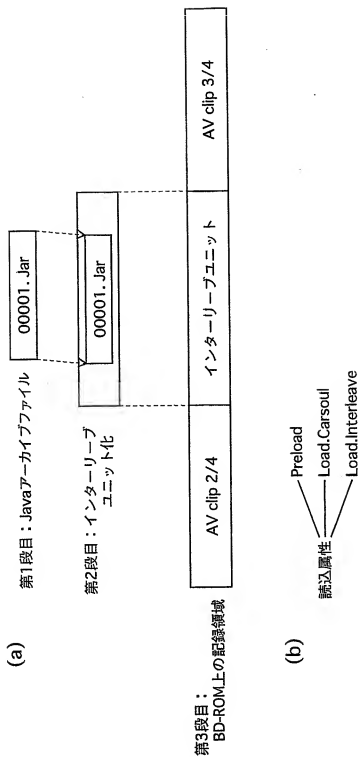 (a)
第1段目：Javaアーカイブファイル
00001. Jar
第2段目：インターリーブ
ユニット化
00001. Jar
第3段目：
BD-ROM上の記録領域
AV clip 2/4
インターリーブユニット
AV clip 3/4
(b)
読込属性
Preload
Load.Carsoul
Load.Interleave